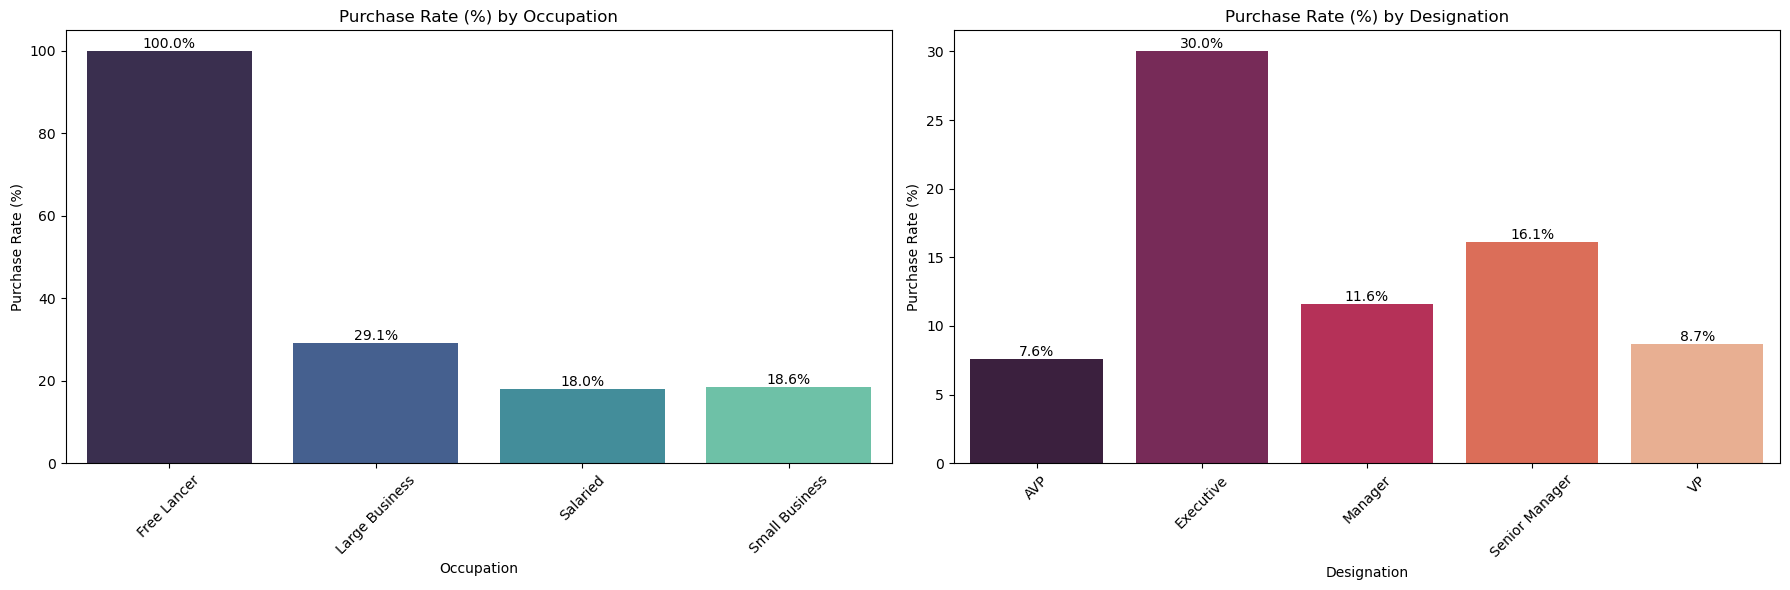 Purchase Rate (%) by Occupation
Purchase Rate (%)
100
80
60
40
20
0
100.0%
29.1%
18.0%
18.6%
Free Lancer
Large Business
Salaried
Small Business
Occupation
Purchase Rate (%) by Designation
Purchase Rate (%)
30
25
20
15
10
5
0
7.6%
30.0%
11.6%
16.1%
8.7%
AVP
Executive
Manager
Senior Manager
VP
Designation